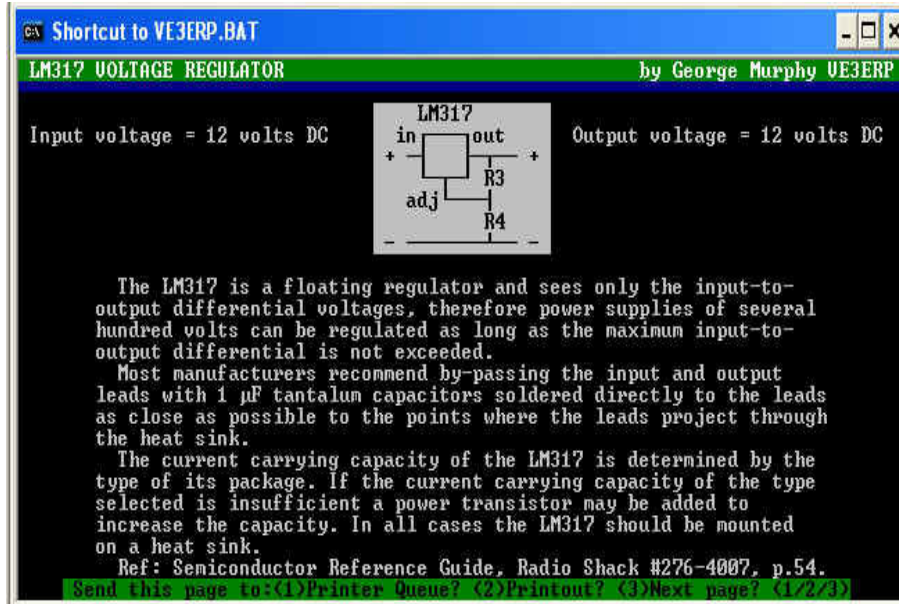 Shortcut to VE3ERP.BAT
LM317 VOLTAGE REGULATOR by George Murphy VE3ERP
Input voltage = 12 volts DC
LM317
in out
+ +
R3
adj
R4
- -
Output voltage = 12 volts DC
The LM317 is a floating regulator and sees only the input-to-
output differential voltages, therefore power supplies of several
hundred volts can be regulated as long as the maximum input-to-
output differential is not exceeded.
Most manufacturers recommend by-passing the input and output
leads with 1 µF tantalum capacitors soldered directly to the leads
as close as possible to the points where the leads project through
the heat sink.
The current carrying capacity of the LM317 is determined by the
type of its package. If the current carrying capacity of the type
selected is insufficient a power transistor may be added to
increase the capacity. In all cases the LM317 should be mounted
on a heat sink.
Ref: Semiconductor Reference Guide, Radio Shack #276-4007, p.54.
Send this page to:(1)Printer Queue? (2)Printout? (3)Next page? (1/2/3)